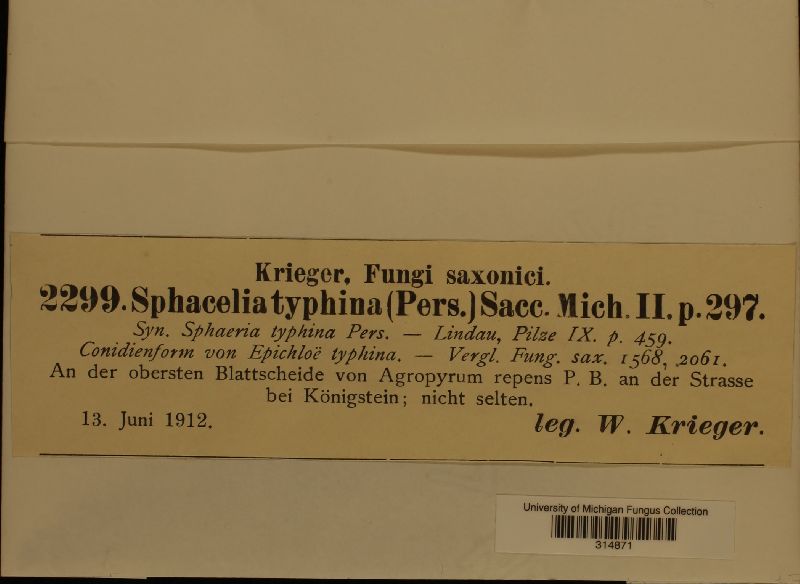 Krieger, Fungi saxonici.
2299. Sphacelia typhina (Pers.) Sacc. Mich. II. p. 297.
Syn. Sphaeria typhina Pers. — Lindau, Pilze IX. p. 459.
Conidienform von Epichloë typhina. — Vergl. Fung. sax. 1568, 2061.
An der obersten Blattscheide von Agropyrum repens P. B. an der Strasse
bei Königstein; nicht selten.
13. Juni 1912.
leg. W. Krieger.
University of Michigan Fungus Collection
314871